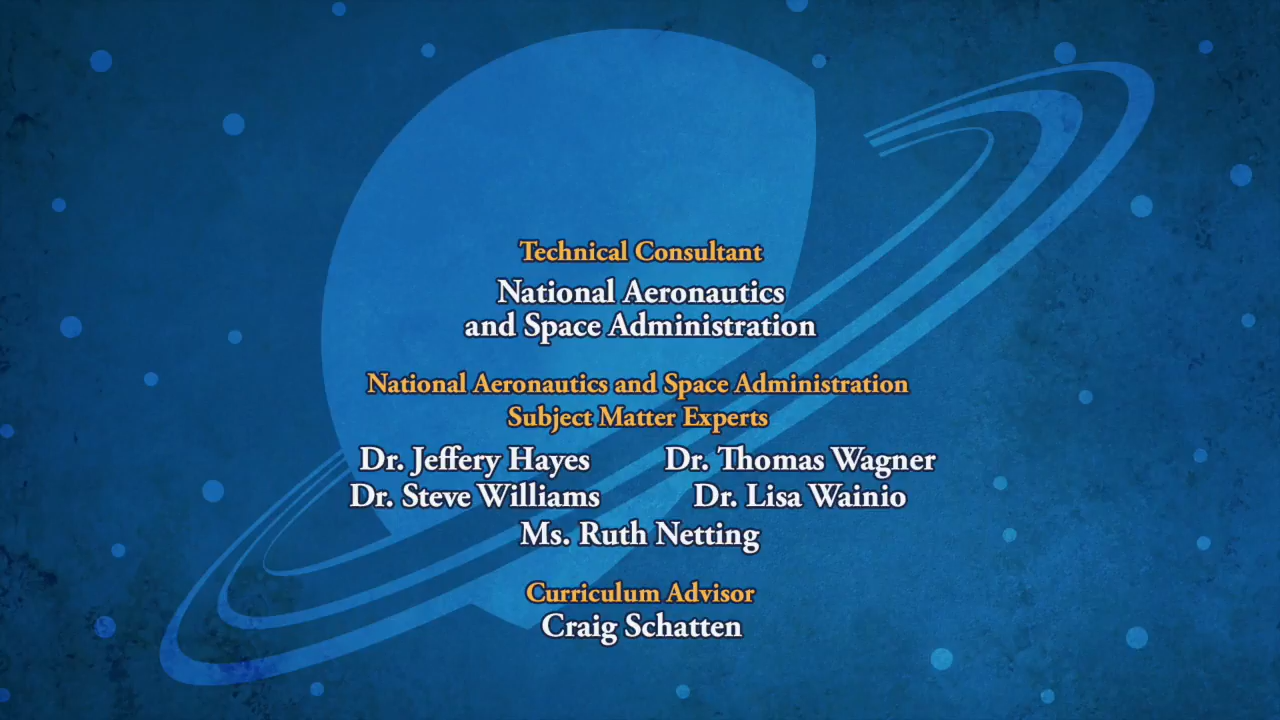 Technical Consultant
National Aeronautics
and Space Administration
National Aeronautics and Space Administration
Subject Matter Experts
Dr. Jeffery Hayes Dr. Thomas Wagner
Dr. Steve Williams Dr. Lisa Wainio
Ms. Ruth Netting
Curriculum Advisor
Craig Schatten